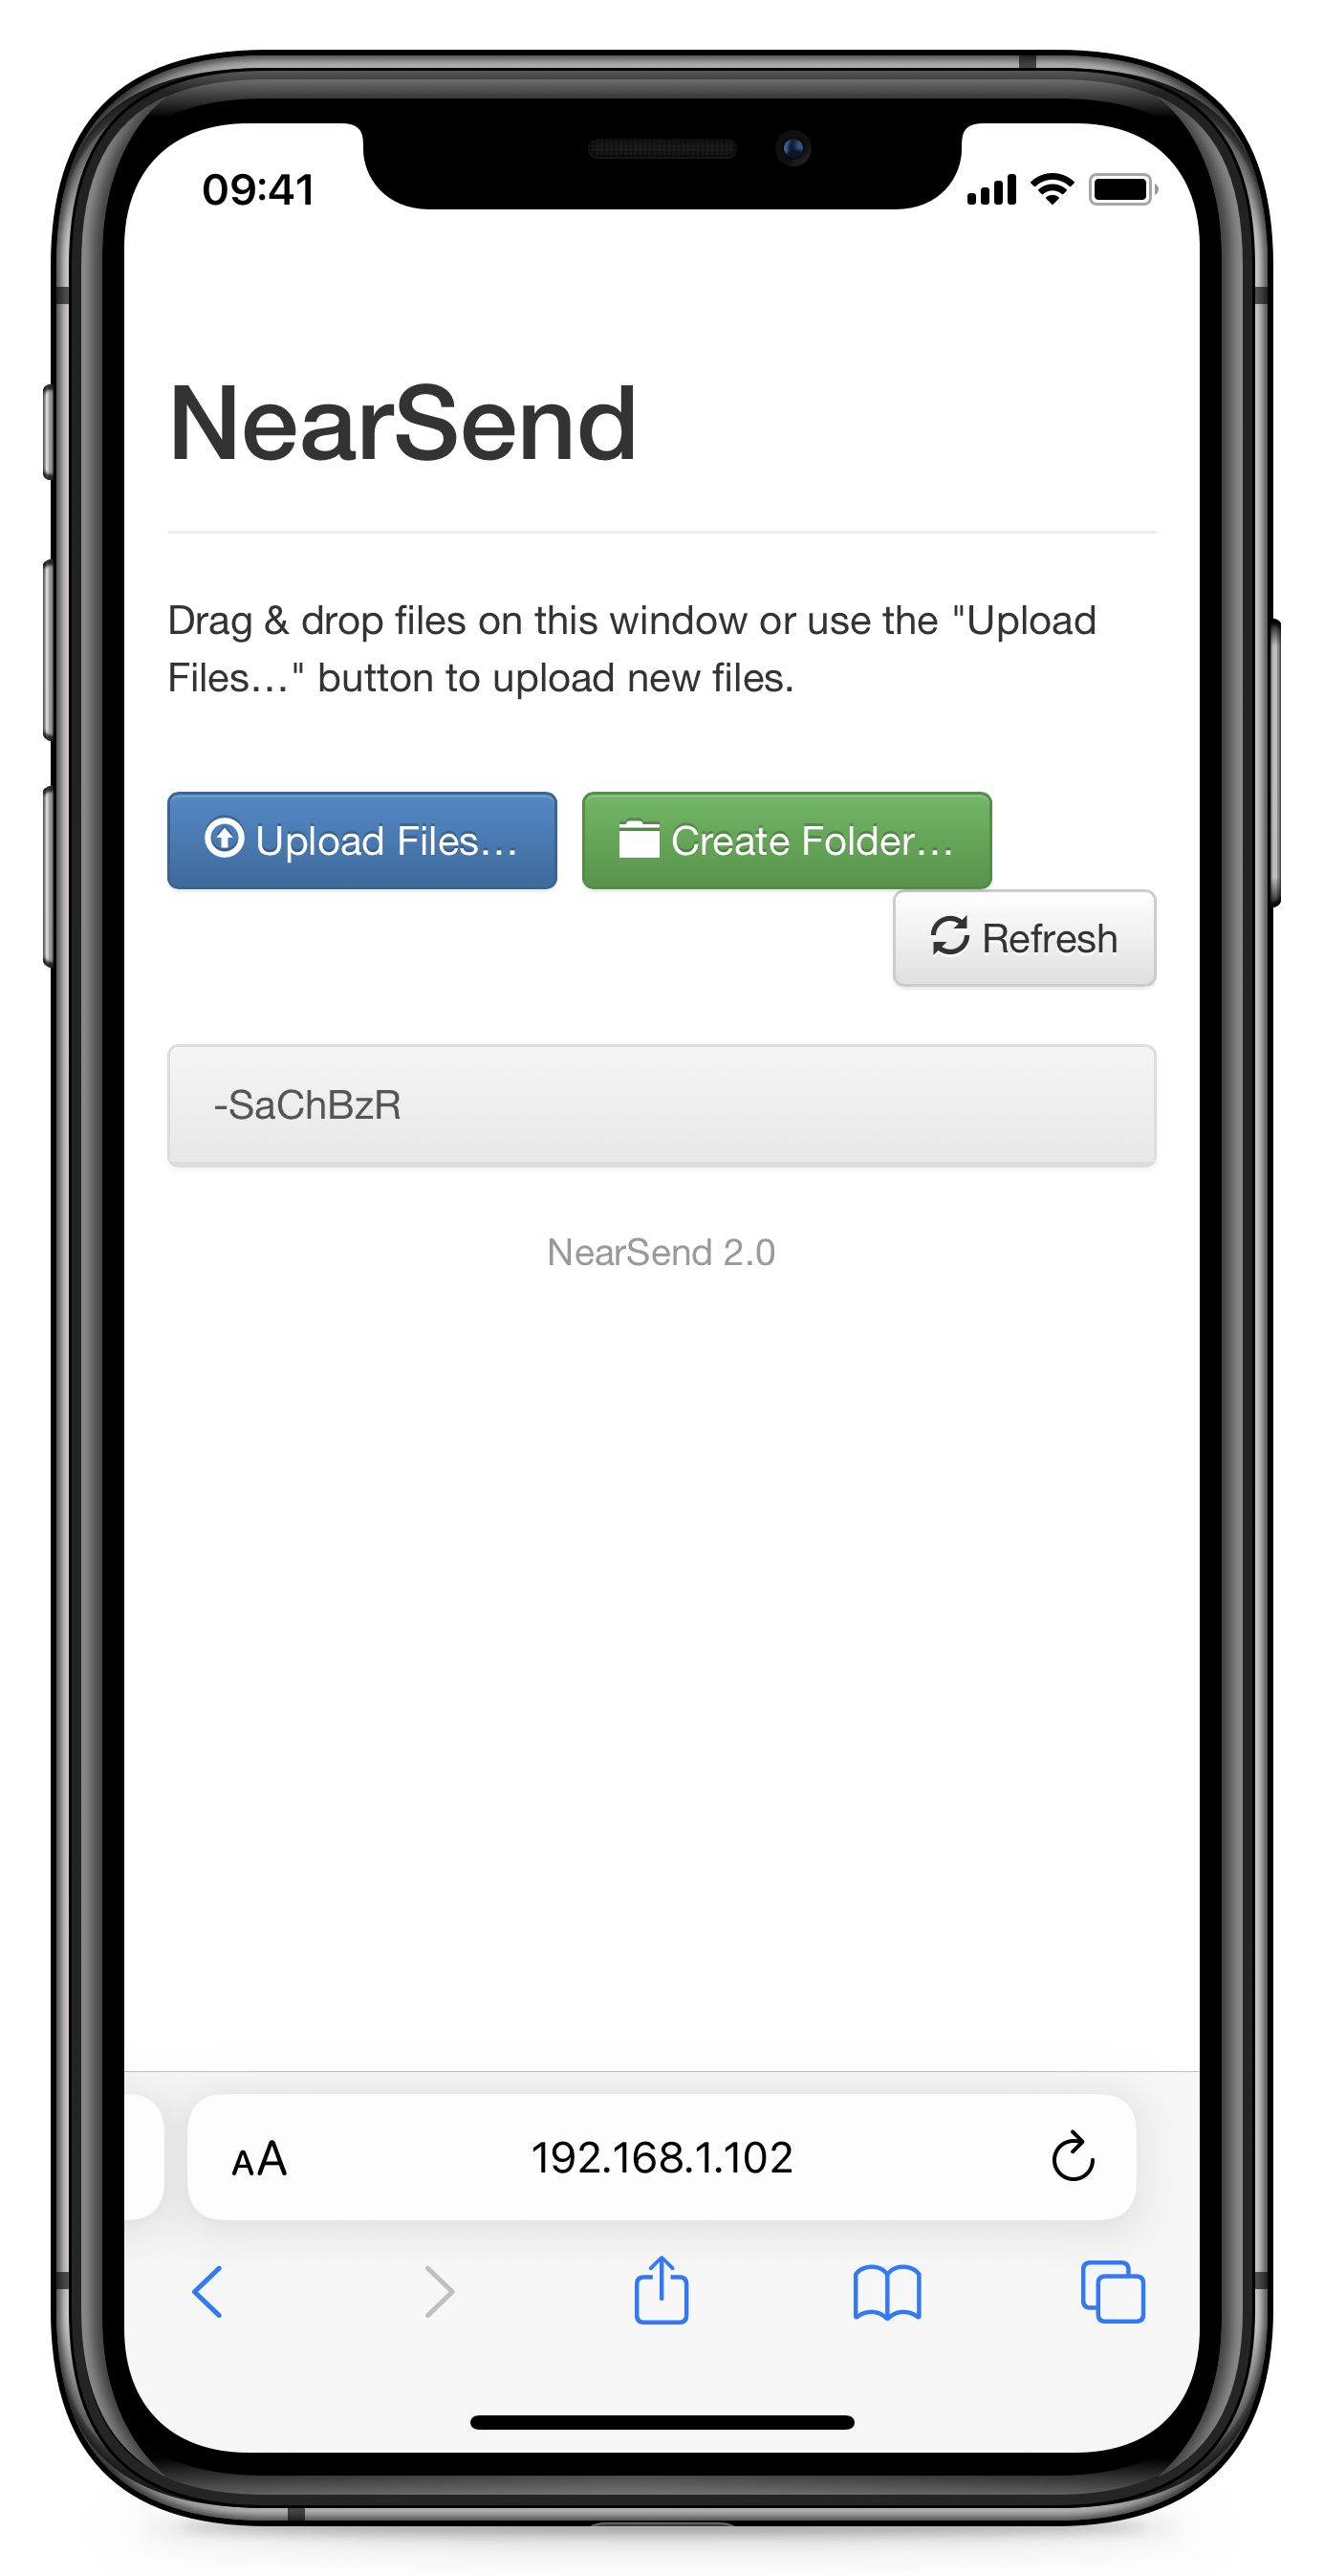 09:41
NearSend
Drag & drop files on this window or use the "Upload
Files…" button to upload new files.
Upload Files…
Create Folder…
Refresh
-SaChBzR
NearSend 2.0
AA
192.168.1.102